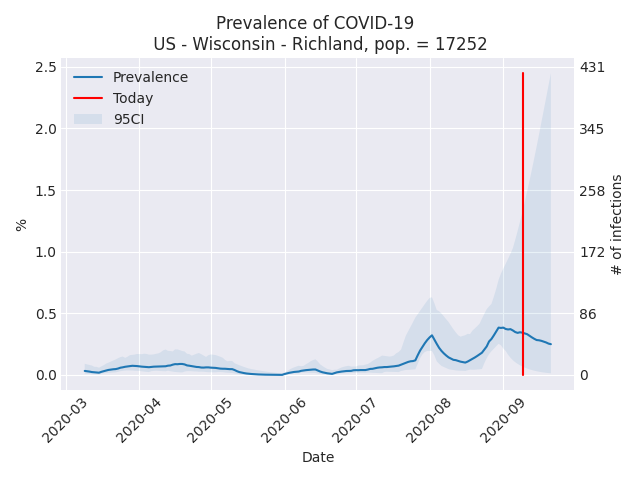 Prevalence of COVID-19
US - Wisconsin - Richland, pop. = 17252
Prevalence
Today
95CI
2.5
2.0
1.5
1.0
0.5
0.0
%
431
345
258
172
86
0
# of infections
2020-03
2020-04
2020-05
2020-06
2020-07
2020-08
2020-09
Date